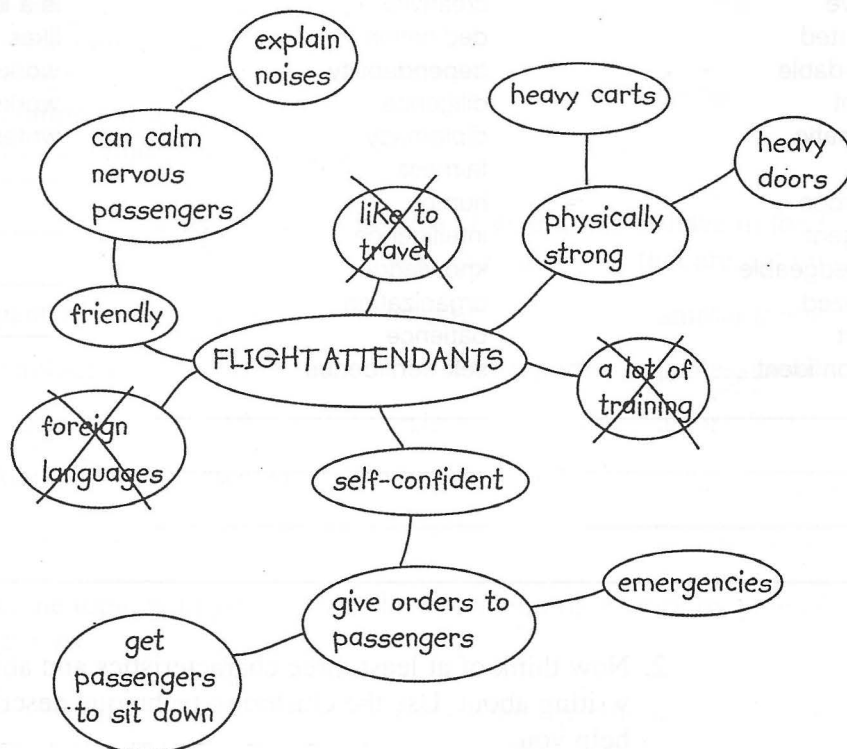 explain
noises
heavy carts
can calm
nervous
passengers
heavy
doors
like to
travel
physically
strong
friendly
FLIGHT ATTENDANTS
a lot of
training
foreign
languages
self-confident
emergencies
give orders to
passengers
get
passengers
to sit down